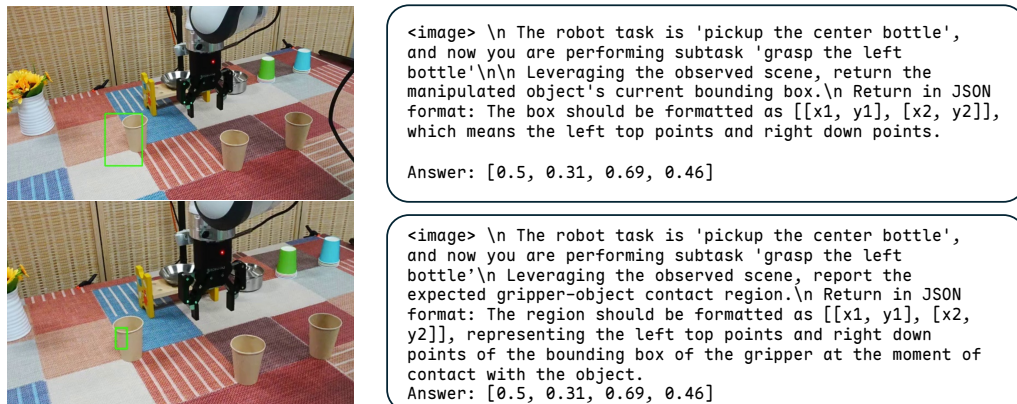 <image> \n The robot task is 'pickup the center bottle',
and now you are performing subtask 'grasp the left
bottle'\n\n Leveraging the observed scene, return the
manipulated object's current bounding box.\n Return in JSON
format: The box should be formatted as [[x1, y1], [x2, y2]],
which means the left top points and right down points.
Answer: [0.5, 0.31, 0.69, 0.46]
<image> \n The robot task is 'pickup the center bottle',
and now you are performing subtask 'grasp the left
bottle’\n Leveraging the observed scene, report the
expected gripper-object contact region.\n Return in JSON
format: The region should be formatted as [[x1, y1], [x2,
y2]], representing the left top points and right down
points of the bounding box of the gripper at the moment of
contact with the object.
Answer: [0.5, 0.31, 0.69, 0.46]